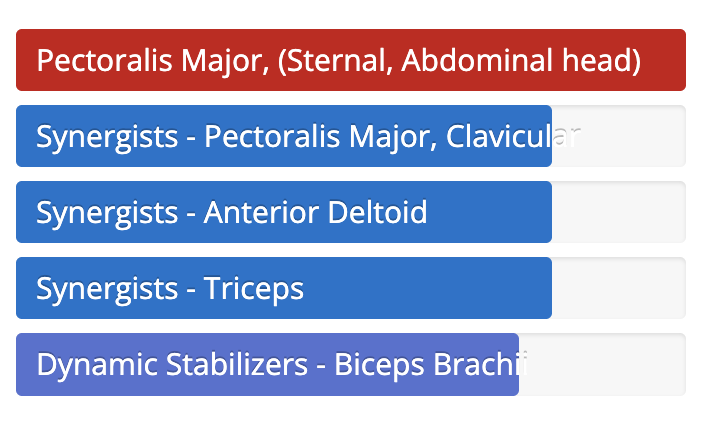 Pectoralis Major, (Sternal, Abdominal head)
Synergists - Pectoralis Major, Clavicular
Synergists - Anterior Deltoid
Synergists - Triceps
Dynamic Stabilizers - Biceps Brachii